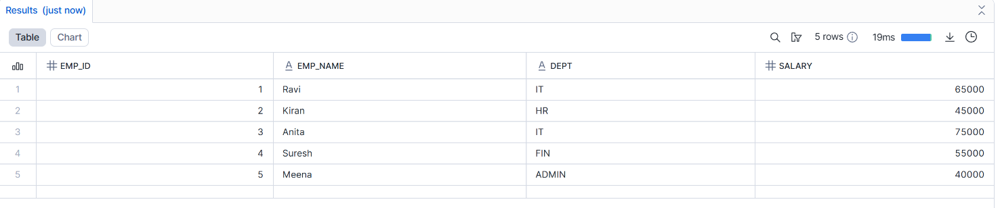 Results (just now)
Table Chart 5 rows 19ms
EMP_ID EMP_NAME DEPT SALARY
1 1 Ravi IT 65000
2 2 Kiran HR 45000
3 3 Anita IT 75000
4 4 Suresh FIN 55000
5 5 Meena ADMIN 40000